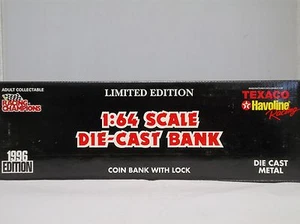 ADULT COLLECTABLE
RACING CHAMPIONS
LIMITED EDITION
TEXACO
Havoline
Racing
1:64 SCALE
DIE-CAST BANK
1996
EDITION
COIN BANK WITH LOCK
DIE CAST
METAL